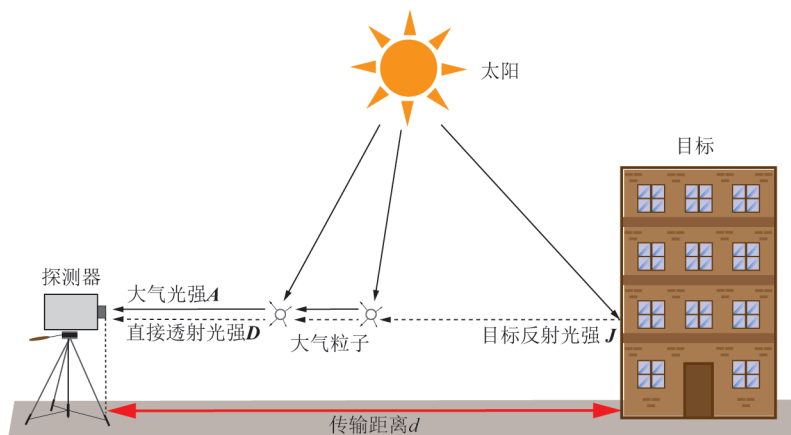 太阳
目标
探测器
大气光强A
直接透射光强D
大气粒子
目标反射光强 J
传输距离d